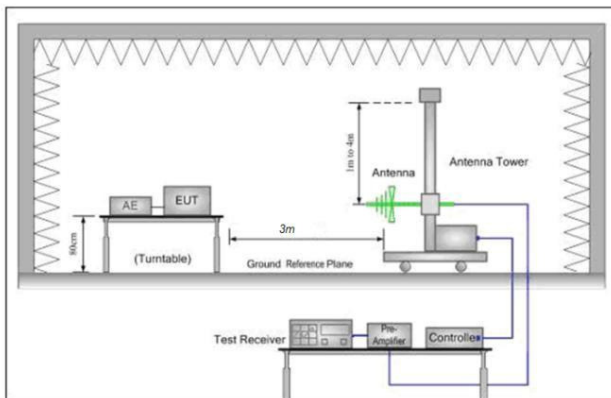 1m to 4m
Antenna
Antenna Tower
AE
EUT
80cm
(Turntable)
3m
Ground Reference Plane
Test Receiver
Pre-
Amplifier
Controller